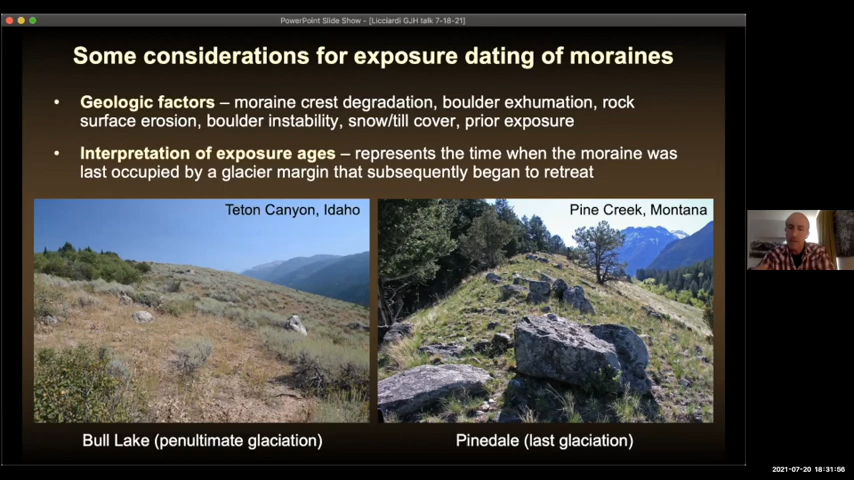 PowerPoint Slide Show - [Licciardi GJH talk 7-18-21]
Some considerations for exposure dating of moraines
• Geologic factors – moraine crest degradation, boulder exhumation, rock
surface erosion, boulder instability, snow/till cover, prior exposure
• Interpretation of exposure ages – represents the time when the moraine was
last occupied by a glacier margin that subsequently began to retreat
Teton Canyon, Idaho
Pine Creek, Montana
Bull Lake (penultimate glaciation)
Pinedale (last glaciation)
2021-07-20 18:31:56